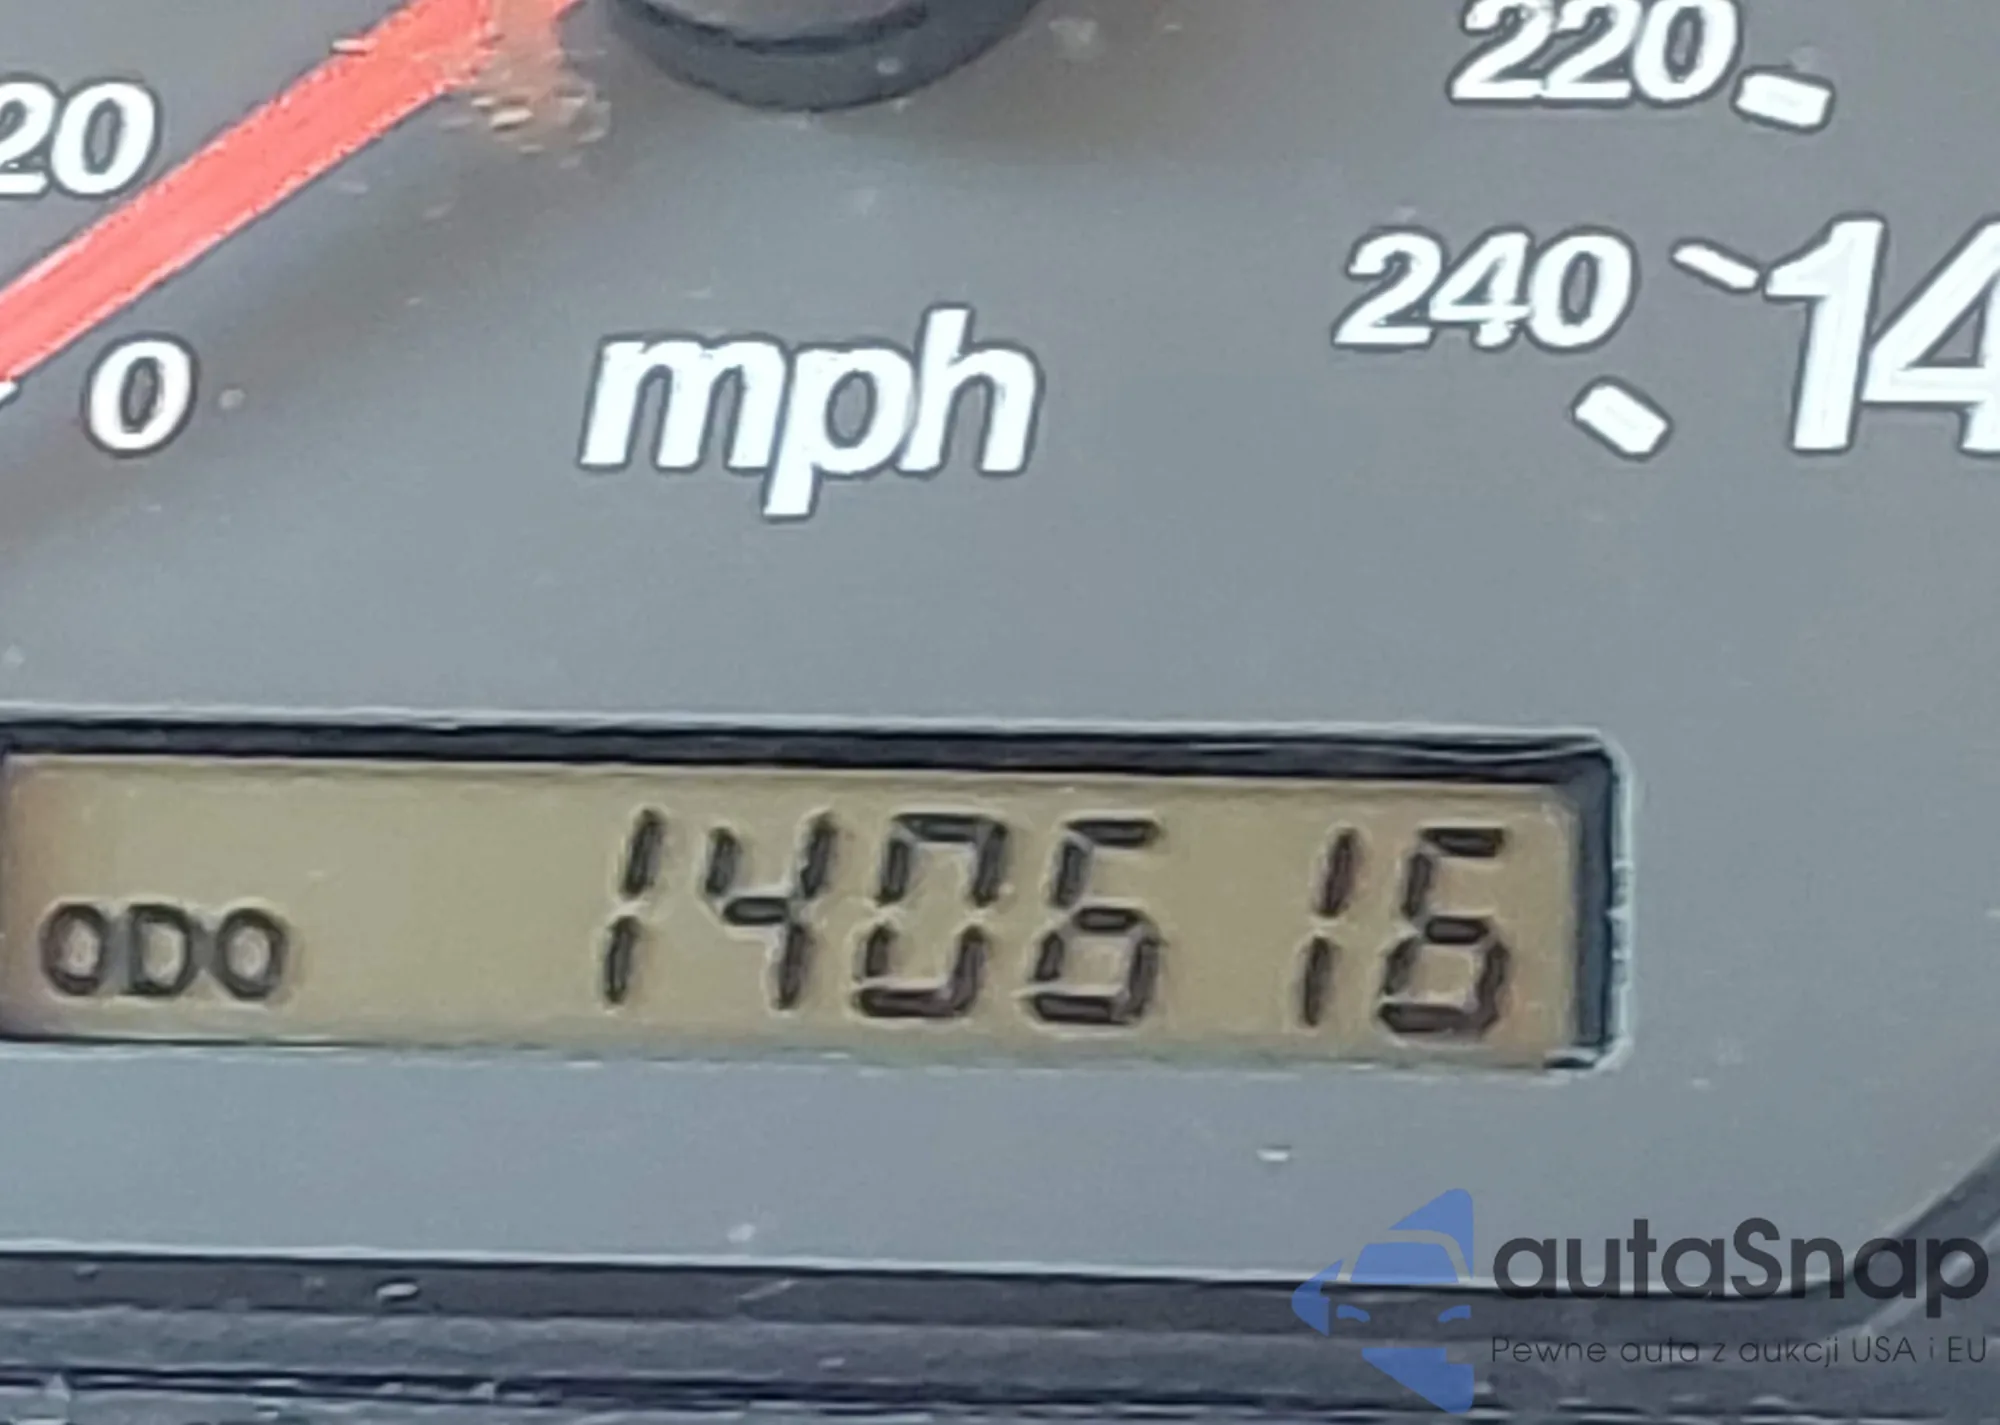 220
20
240
14
0
mph
ODO 140616
autaSnap
Pewne auta z aukcji USA i EU